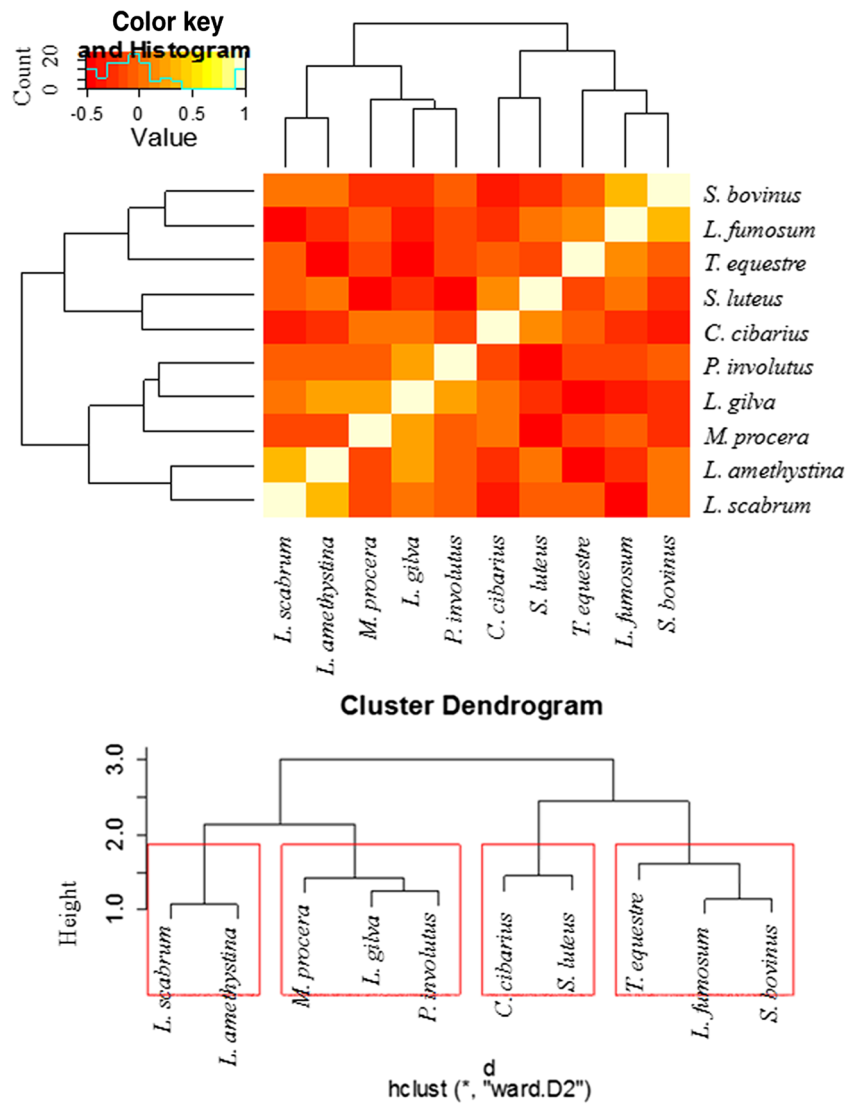 Color key
and Histogram
Count
0 20
-0.5 0 0.5 1
Value
S. bovinus
L. fumosum
T. equestre
S. luteus
C. cibarius
P. involutus
L. gilva
M. procera
L. amethystina
L. scabrum
L. scabrum
L. amethystina
M. procera
L. gilva
P. involutus
C. cibarius
S. luteus
T. equestre
L. fumosum
S. bovinus
Cluster Dendrogram
Height
3.0
2.0
1.0
L. scabrum
L. amethystina
M. procera
L. gilva
P. involutus
C. cibarius
S. luteus
T. equestre
L. fumosum
S. bovinus
d
hclust (*, "ward.D2")